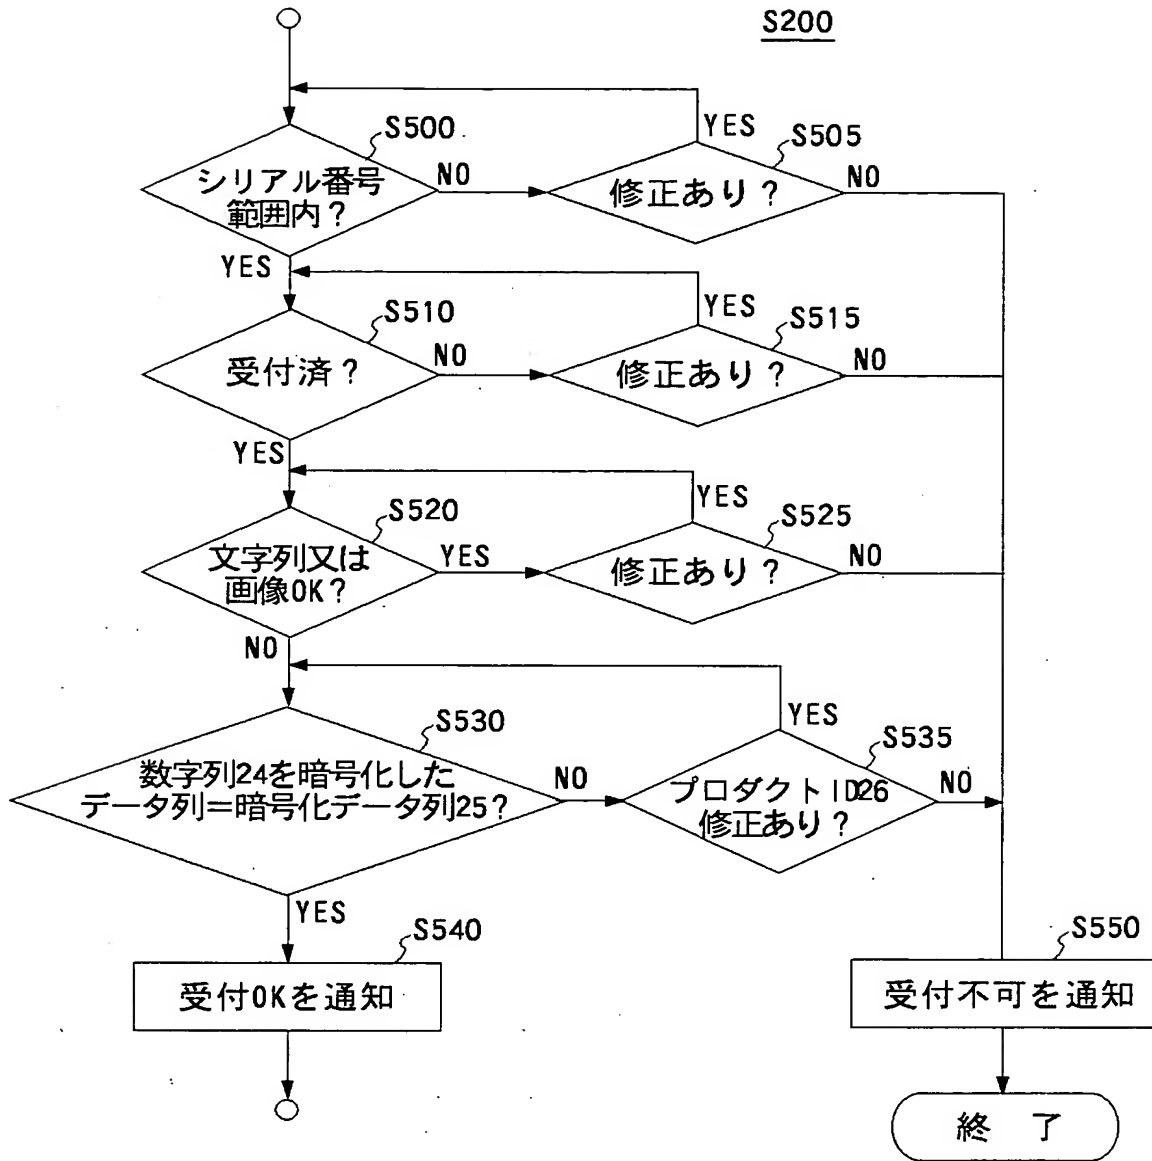 S200
YES
S500
S505
シリアル番号
範囲内？
NO
修正あり？
NO
YES
YES
S510
S515
受付済？
NO
修正あり？
NO
YES
YES
S520
S525
文字列又は
画像OK？
YES
修正あり？
NO
NO
YES
S530
S535
数字列24を暗号化した
データ列＝暗号化データ列25？
NO
プロダクトID26
修正あり？
NO
YES
S540
S550
受付OKを通知
受付不可を通知
終 了